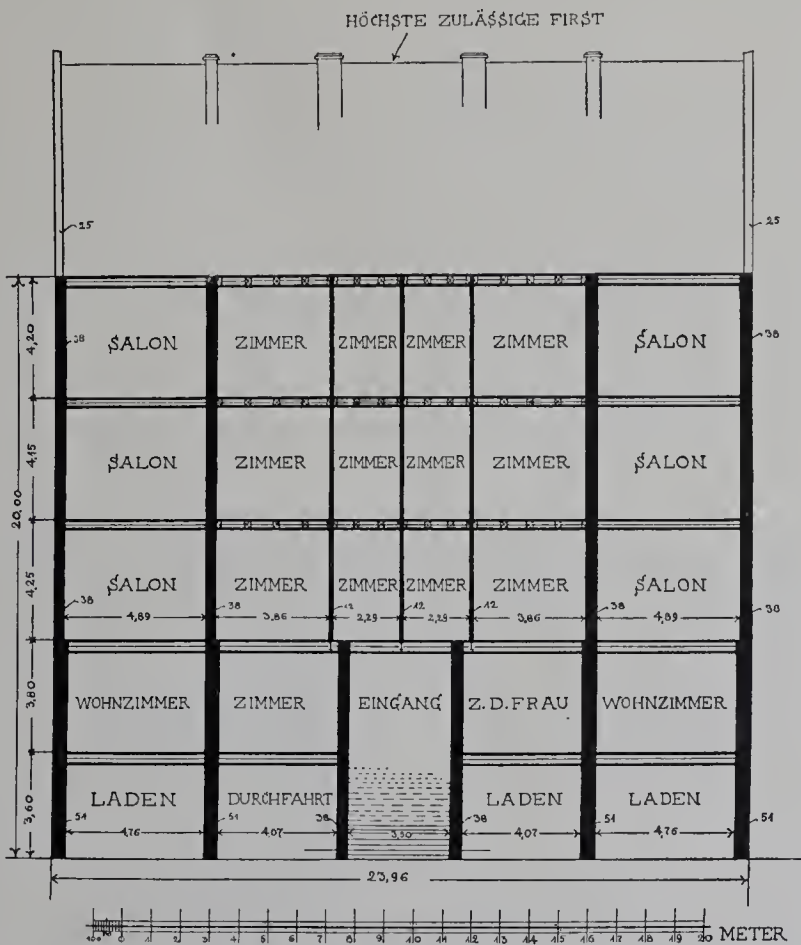 HÖCHSTE ZULÄSSIGE FIRST
25 25
4,20 38 SALON ZIMMER ZIMMER ZIMMER ZIMMER SALON 38
20,00 4,15 SALON ZIMMER ZIMMER ZIMMER ZIMMER SALON
4,25 SALON ZIMMER ZIMMER ZIMMER ZIMMER SALON
38 4,89 38 3,86 12 2,29 12 2,29 12 3,86 38 4,89 38
3,80 WOHNZIMMER ZIMMER EINGANG Z.D.FRAU WOHNZIMMER
3,60 LADEN DURCHFAHRT LADEN LADEN
51 4,76 51 4,07 38 3,50 38 4,07 51 4,76 51
23,96
100 50 0 1 2 3 4 5 6 7 8 9 10 11 12 13 14 15 16 17 18 19 20 METER